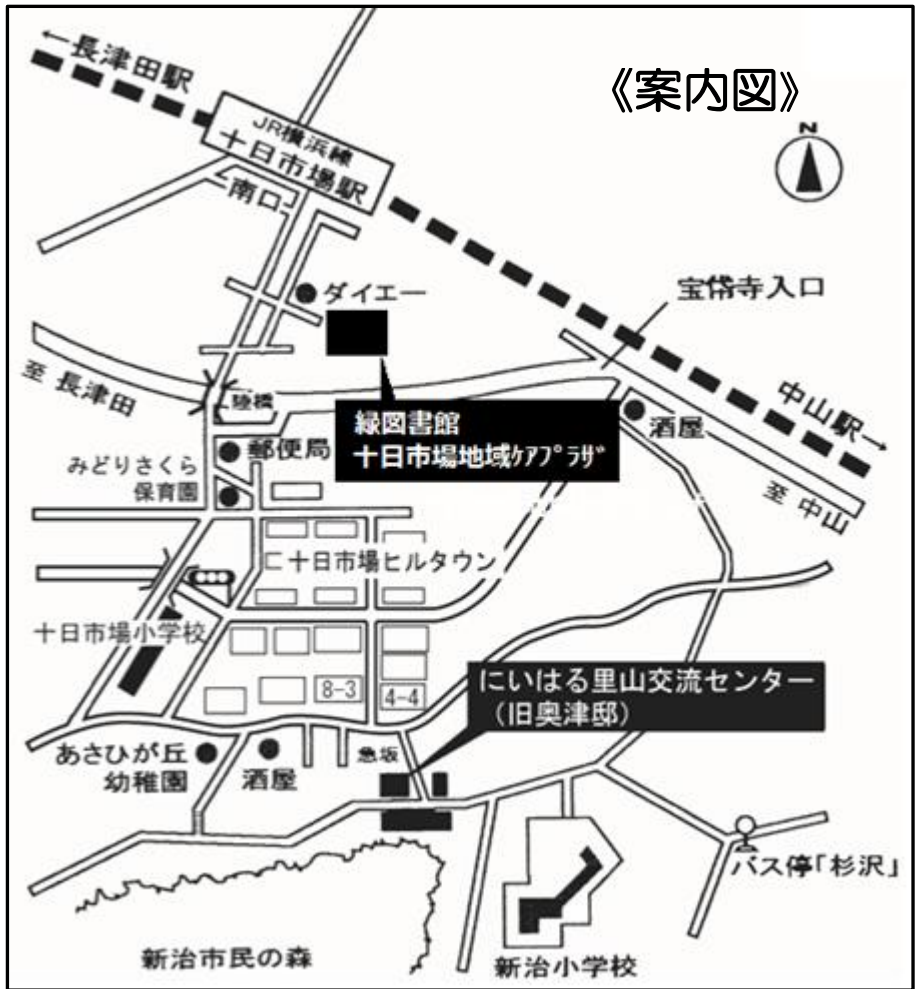 《案内図》
←長津田駅
N
JR横浜線
十日市場駅
南口
ダイエー
宝帒寺入口
至 長津田
陸橋
緑図書館
十日市場地域ケアプラザ
酒屋
中山駅→
郵便局
みどりさくら
保育園
至 中山
十日市場ヒルタウン
十日市場小学校
8-3
4-4
にいはる里山交流センター
(旧奥津邸)
あさひが丘
幼稚園
酒屋
急坂
バス停「杉沢」
新治市民の森
新治小学校